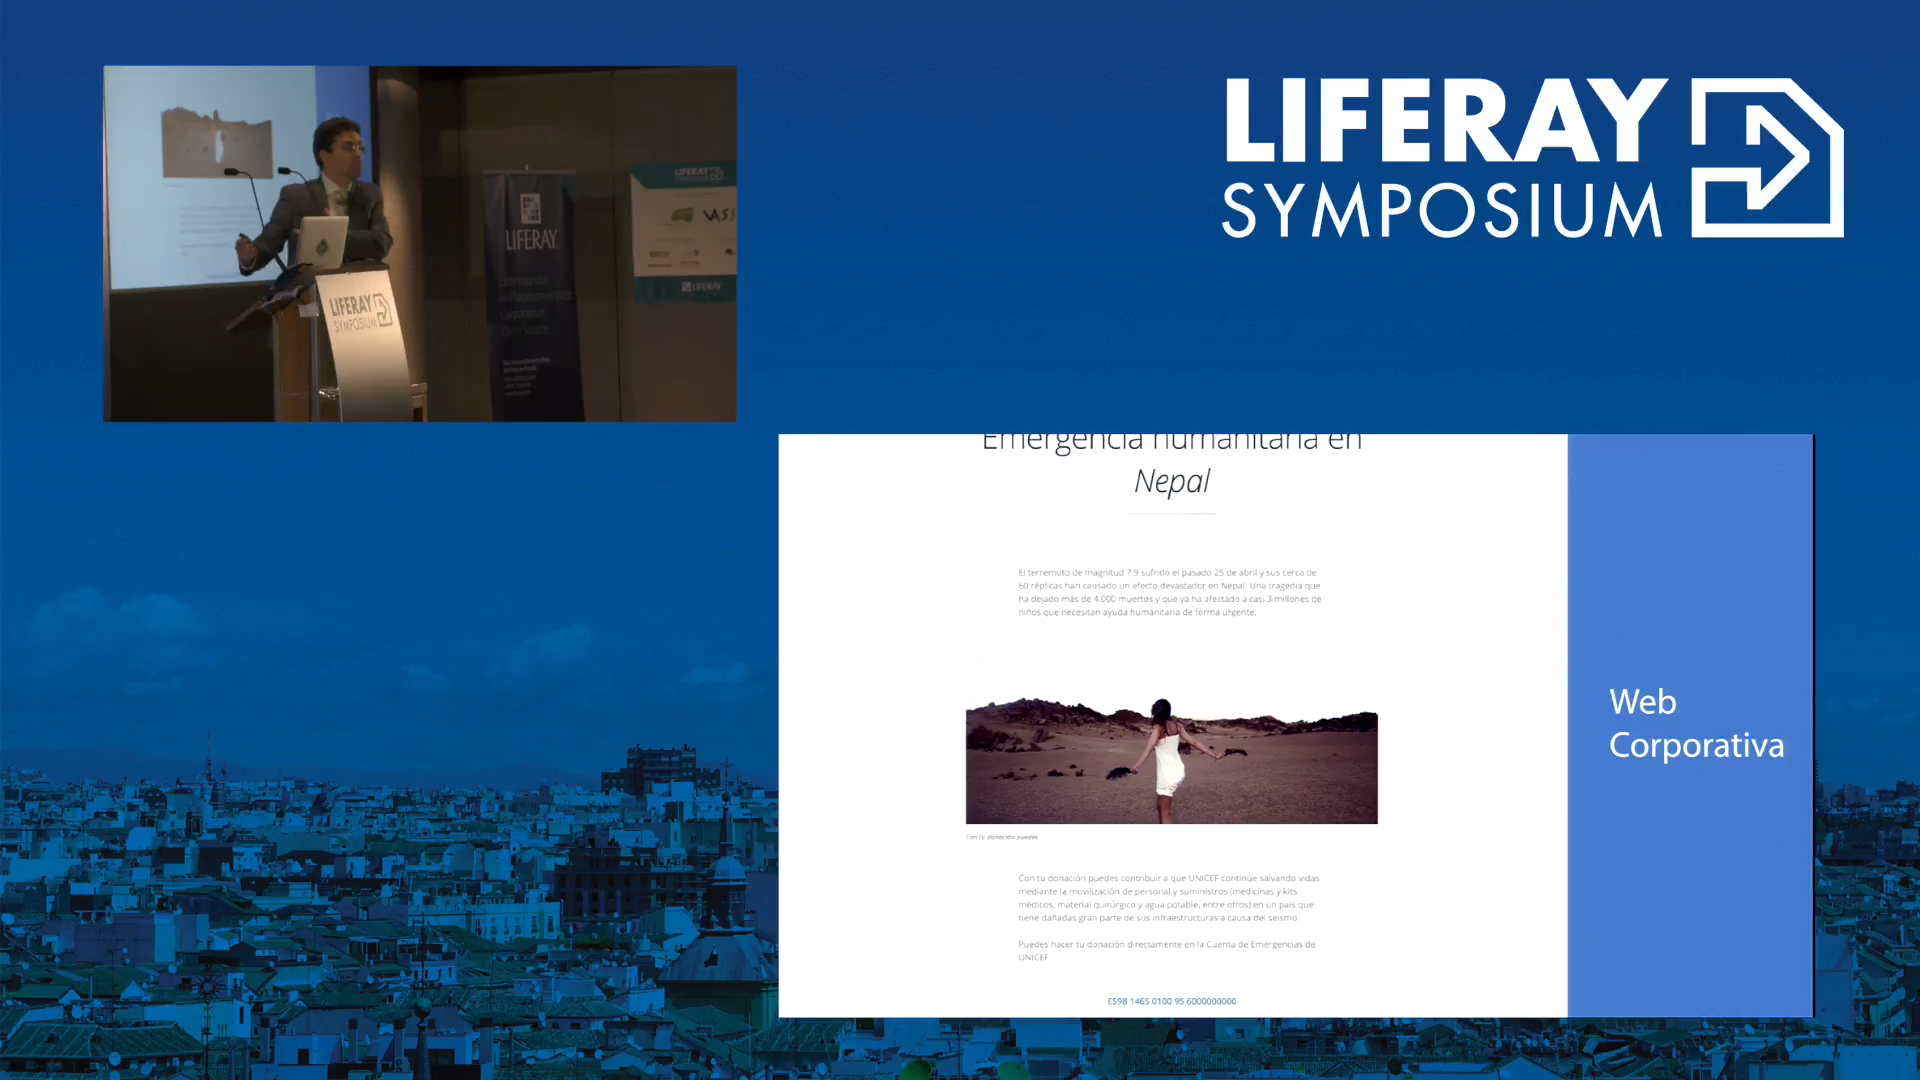 LIFERAY
SYMPOSIUM
LIFERAY
LIFERAY
SYMPOSIUM
LIFERAY
VASS
LIFERAY
Emergencia humanitaria en
Nepal
El terremoto de magnitud 7,9 sufrido el pasado 25 de abril y sus cerca de
60 réplicas han causado un efecto devastador en Nepal. Una tragedia que
ha dejado más de 4.000 muertos y que ya ha afectado a casi 3 millones de
niños que necesitan ayuda humanitaria de forma urgente.
Con tu donación puedes
Con tu donación puedes contribuir a que UNICEF continúe salvando vidas
mediante la movilización de personal y suministros (medicinas y kits
médicos, material quirúrgico y agua potable, entre otros) en un país que
tiene dañadas gran parte de sus infraestructuras a causa del seísmo.
Puedes hacer tu donación directamente en la Cuenta de Emergencias de
UNICEF
ES98 1465 0100 95 6000000000
Web
Corporativa